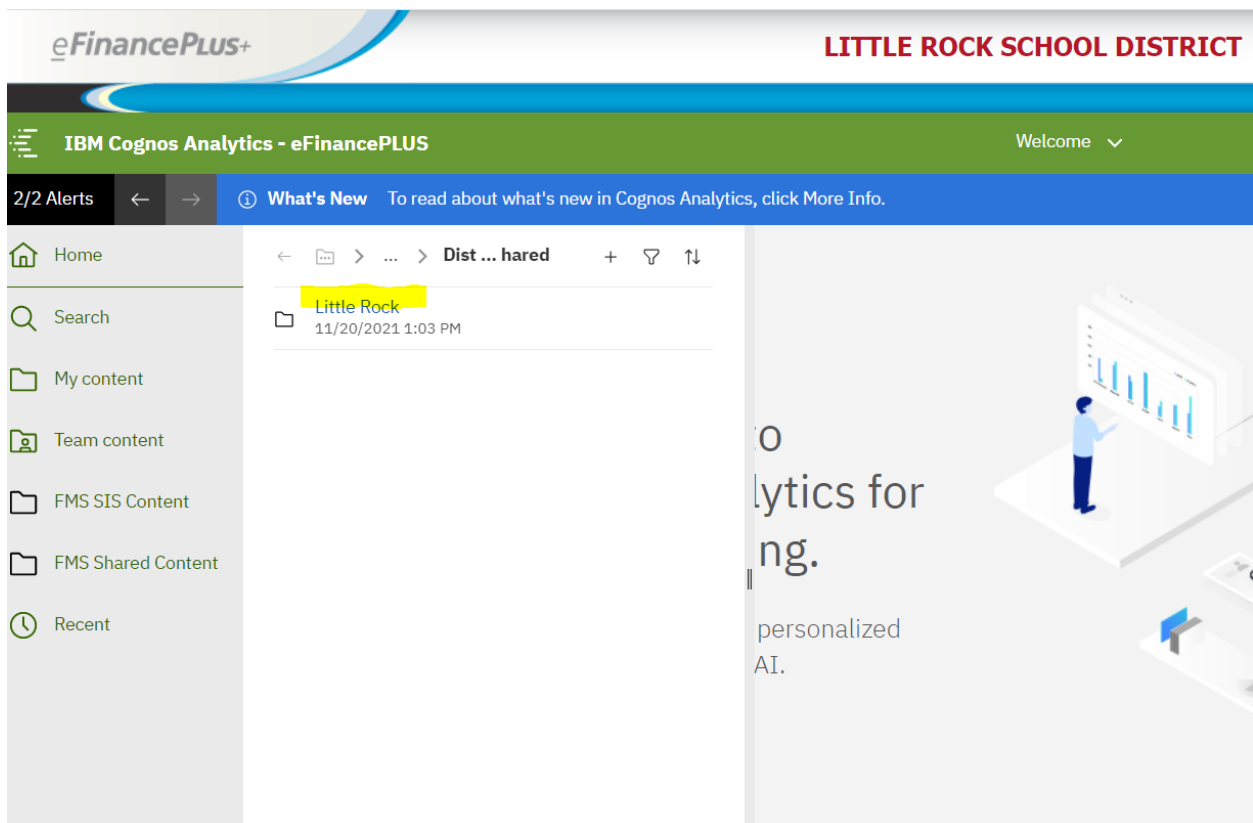 eFinancePLUS+
LITTLE ROCK SCHOOL DISTRICT
IBM Cognos Analytics - eFinancePLUS
Welcome
2/2 Alerts
What's New To read about what's new in Cognos Analytics, click More Info.
Home
Search
My content
Team content
FMS SIS Content
FMS Shared Content
Recent
... Dist ... hared
Little Rock
11/20/2021 1:03 PM
lytics for
ng.
personalized
AI.